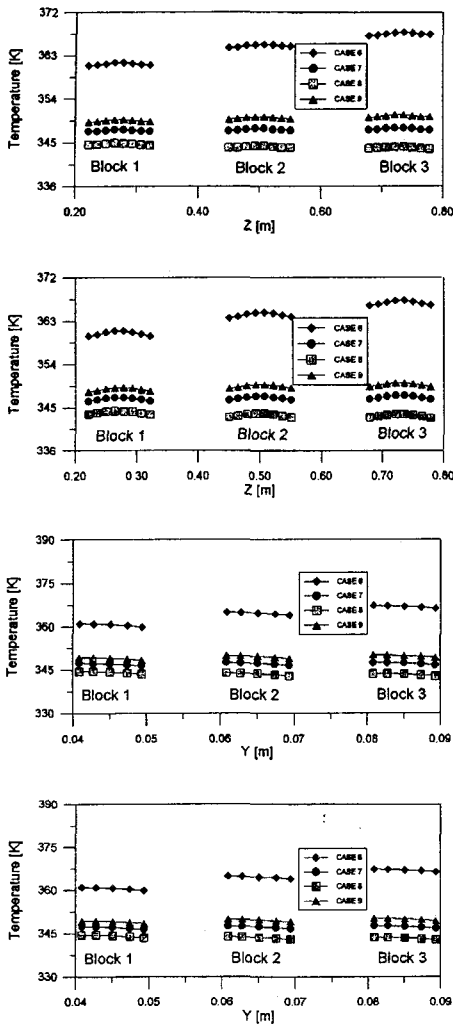 372
363
354
345
336
Temperature [K]
CASE 6
CASE 7
CASE 8
CASE 9
Block 1
Block 2
Block 3
0.20
0.40
0.60
0.80
Z [m]
372
363
354
345
336
Temperature [K]
CASE 6
CASE 7
CASE 8
CASE 9
Block 1
Block 2
Block 3
0.20
0.40
0.60
0.80
Z [m]
390
375
360
345
330
Temperature [K]
CASE 6
CASE 7
CASE 8
CASE 9
Block 1
Block 2
Block 3
0.04
0.05
0.06
0.07
0.08
0.09
Y [m]
390
375
360
345
330
Temperature [K]
CASE 6
CASE 7
CASE 8
CASE 9
Block 1
Block 2
Block 3
0.04
0.05
0.06
0.07
0.08
0.09
Y [m]